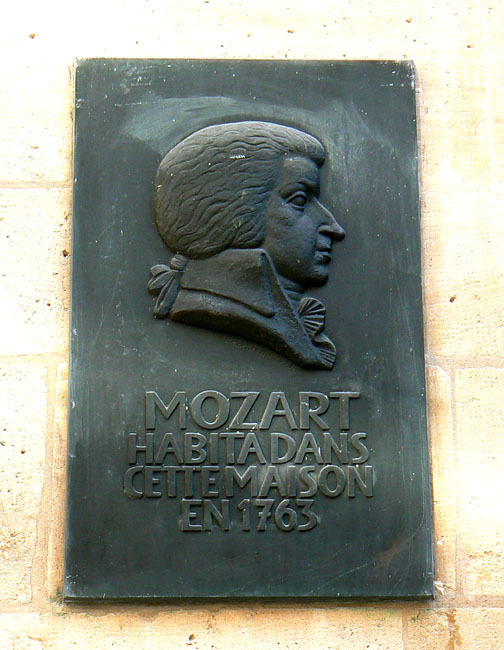 MOZART
HABITA DANS
CETTE MAISON
EN 1763